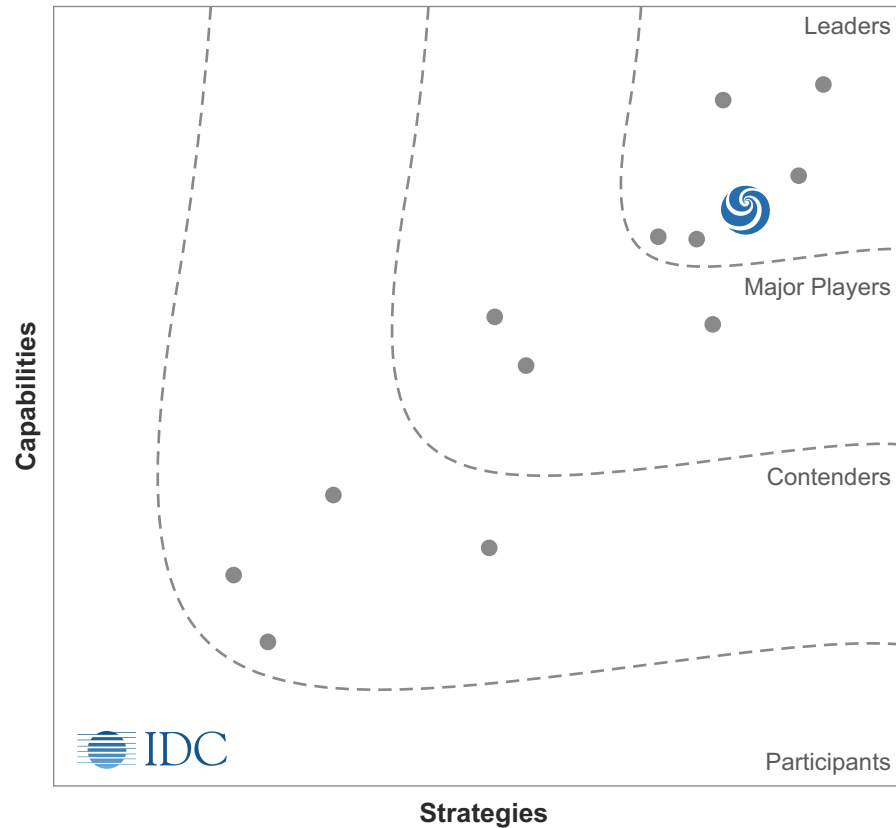 Leaders
Major Players
Capabilities
Contenders
IDC
Participants
Strategies